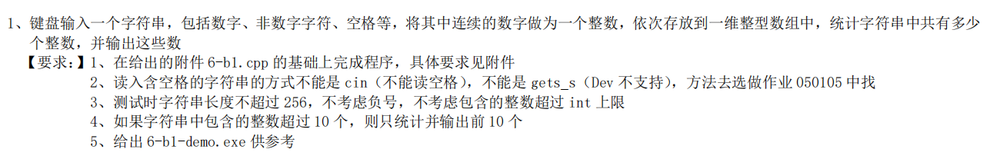 1、键盘输入一个字符串，包括数字、非数字字符、空格等，将其中连续的数字做为一个整数，依次存放到一维整型数组中，统计字符串中共有多少
个整数，并输出这些数
【要求：】1、在给出的附件 6-b1.cpp 的基础上完成程序，具体要求见附件
2、读入含空格的字符串的方式不能是 cin（不能读空格），不能是 gets_s（Dev 不支持），方法去选做作业 050105 中找
3、测试时字符串长度不超过 256，不考虑负号，不考虑包含的整数超过 int 上限
4、如果字符串中包含的整数超过 10 个，则只统计并输出前 10 个
5、给出 6-b1-demo.exe 供参考